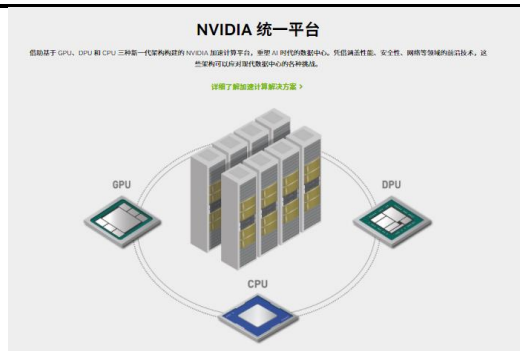 NVIDIA 统一平台
借助基于 GPU、DPU 和 CPU 三种新一代架构构建的 NVIDIA 加速计算平台，重塑 AI 时代的数据中心。凭借涵盖性能、安全性、网络等领域的前沿技术，这
些架构可以应对现代数据中心的各种挑战。
详细了解加速计算解决方案 >
GPU
DPU
CPU